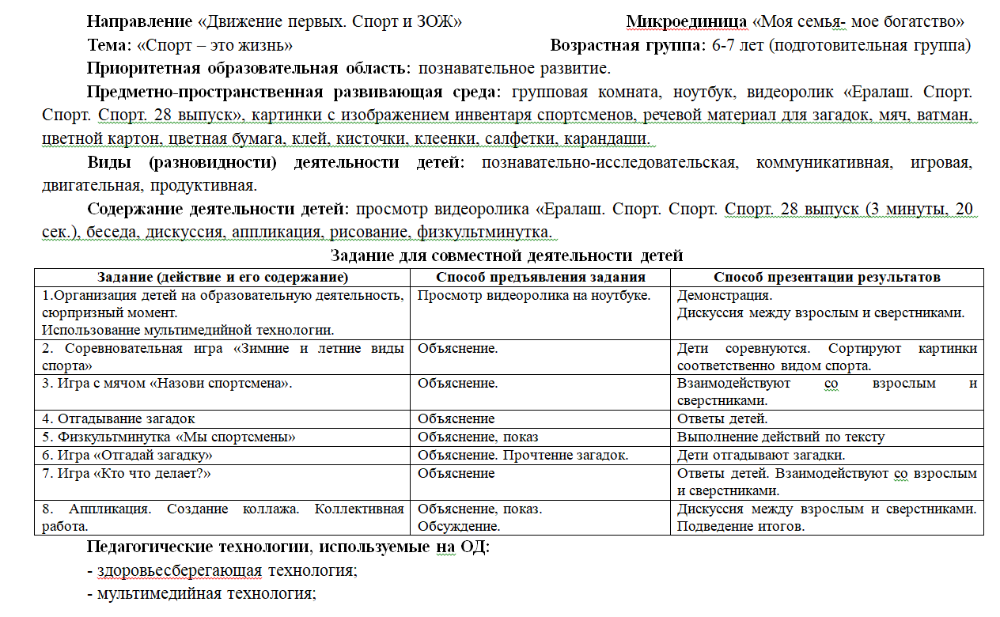 Направление «Движение первых. Спорт и ЗОЖ» Микроединица «Моя семья- мое богатство»
Тема: «Спорт – это жизнь» Возрастная группа: 6-7 лет (подготовительная группа)
Приоритетная образовательная область: познавательное развитие.
Предметно-пространственная развивающая среда: групповая комната, ноутбук, видеоролик «Ералаш. Спорт.
Спорт. Спорт. 28 выпуск», картинки с изображением инвентаря спортсменов, речевой материал для загадок, мяч, ватман,
цветной картон, цветная бумага, клей, кисточки, клеенки, салфетки, карандаши.
Виды (разновидности) деятельности детей: познавательно-исследовательская, коммуникативная, игровая,
двигательная, продуктивная.
Содержание деятельности детей: просмотр видеоролика «Ералаш. Спорт. Спорт. Спорт. 28 выпуск (3 минуты, 20
сек.), беседа, дискуссия, аппликация, рисование, физкультминутка.
Задание для совместной деятельности детей
Задание (действие и его содержание) Способ предъявления задания Способ презентации результатов
1.Организация детей на образовательную деятельность,
сюрпризный момент.
Использование мультимедийной технологии.
Просмотр видеоролика на ноутбуке.
Демонстрация.
Дискуссия между взрослым и сверстниками.
2. Соревновательная игра «Зимние и летние виды
спорта»
Объяснение.
Дети соревнуются. Сортируют картинки
соответственно видом спорта.
3. Игра с мячом «Назови спортсмена».
Объяснение.
Взаимодействуют со взрослым и
сверстниками.
4. Отгадывание загадок
Объяснение
Ответы детей.
5. Физкультминутка «Мы спортсмены»
Объяснение, показ
Выполнение действий по тексту
6. Игра «Отгадай загадку»
Объяснение. Прочтение загадок.
Дети отгадывают загадки.
7. Игра «Кто что делает?»
Объяснение
Ответы детей. Взаимодействуют со взрослым
и сверстниками.
8. Аппликация. Создание коллажа. Коллективная
работа.
Объяснение, показ.
Обсуждение.
Дискуссия между взрослым и сверстниками.
Подведение итогов.
Педагогические технологии, используемые на ОД:
- здоровьесберегающая технология;
- мультимедийная технология;